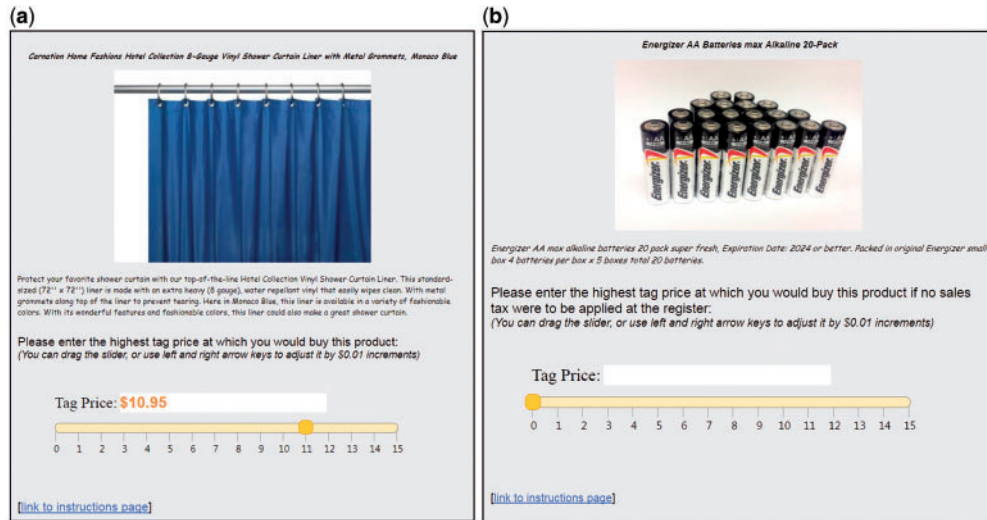 (a)
Carnation Home Fashions Hotel Collection 8-Gauge Vinyl Shower Curtain Liner with Metal Grommets, Monaco Blue
Protect your favorite shower curtain with our top-of-the-line Hotel Collection Vinyl Shower Curtain Liner. This standard-
sized (72'' x 72'') liner is made with an extra heavy (8 gauge), water repellant vinyl that easily wipes clean. With metal
grommets along top of the liner to prevent tearing. Here in Monaco Blue, this liner is available in a variety of fashionable
colors. With its wonderful features and fashionable colors, this liner could also make a great shower curtain.
Please enter the highest tag price at which you would buy this product:
(You can drag the slider, or use left and right arrow keys to adjust it by $0.01 increments)
Tag Price: $10.95
0 1 2 3 4 5 6 7 8 9 10 11 12 13 14 15
[link to instructions page]
(b)
Energizer AA Batteries max Alkaline 20-Pack
Energizer Energizer Energizer Energizer Energizer Energizer Energizer Energizer
Energizer AA max alkaline batteries 20 pack super fresh, Expiration Date: 2024 or better. Packed in original Energizer small
box 4 batteries per box x 5 boxes total 20 batteries.
Please enter the highest tag price at which you would buy this product if no sales
tax were to be applied at the register:
(You can drag the slider, or use left and right arrow keys to adjust it by $0.01 increments)
Tag Price:
0 1 2 3 4 5 6 7 8 9 10 11 12 13 14 15
[link to instructions page]